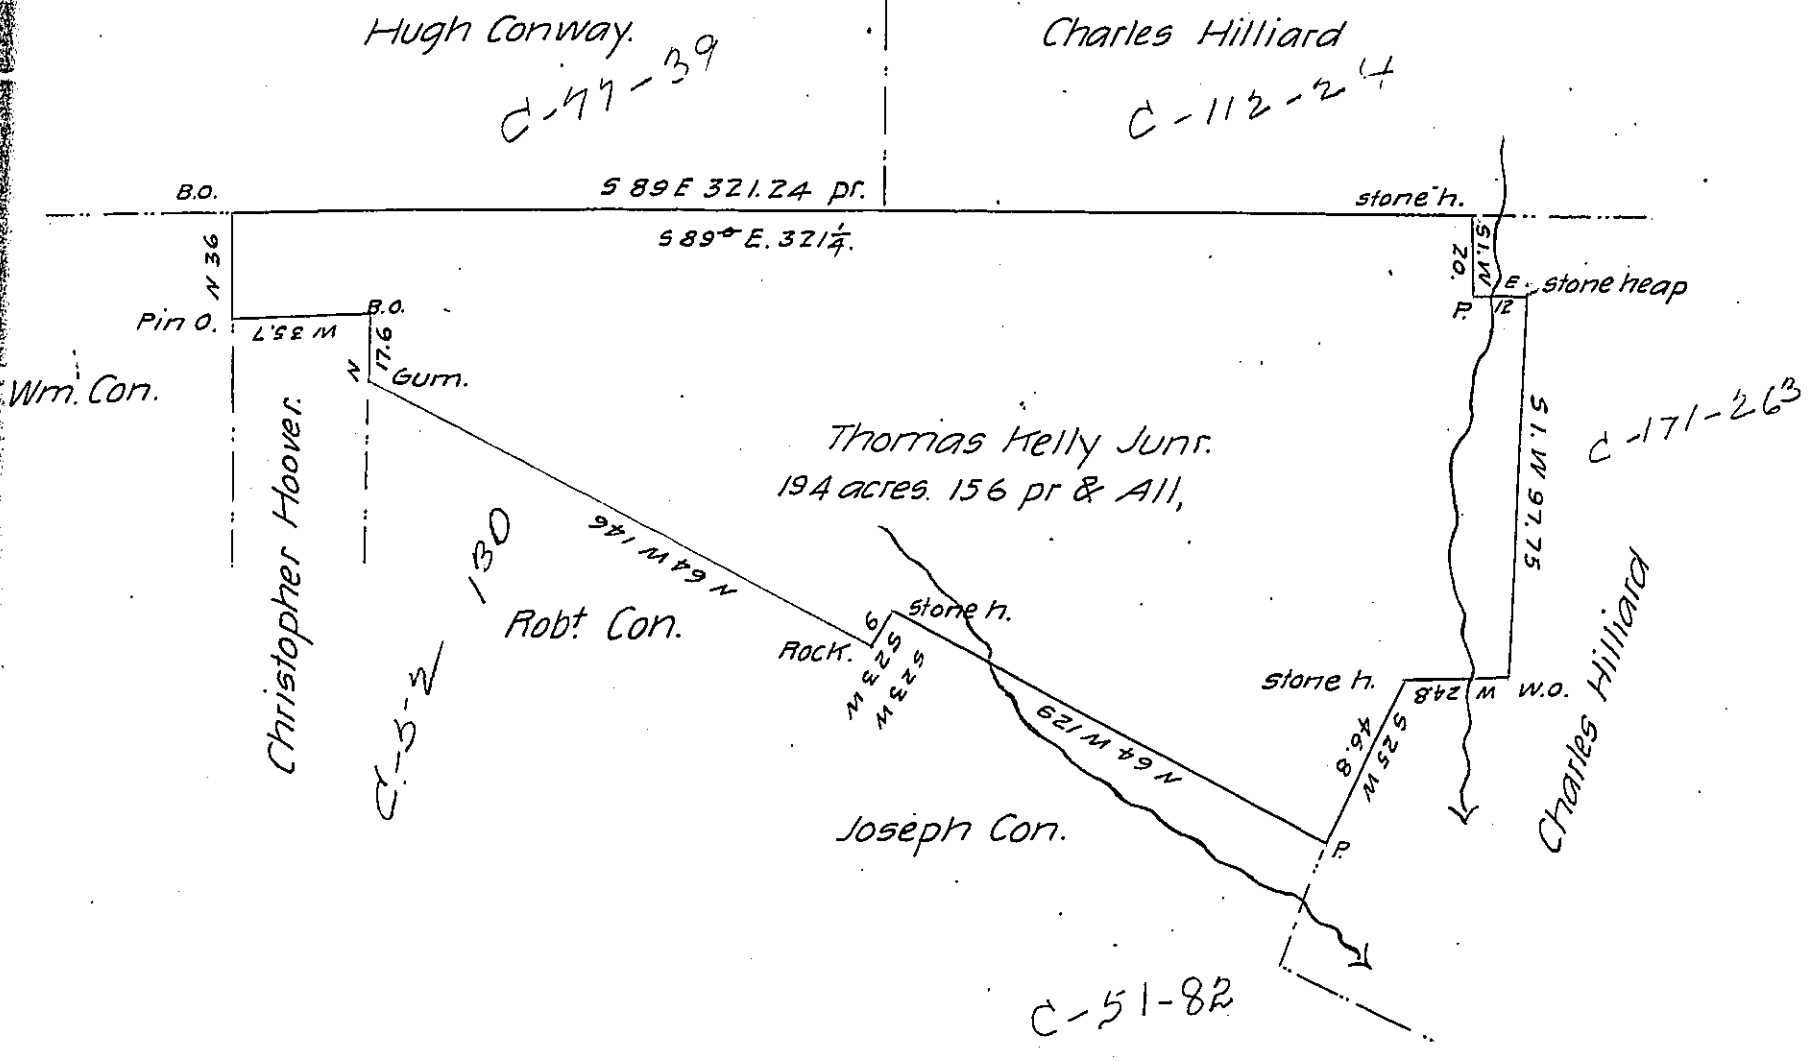 Hugh Conway.
Charles Hilliard
C-77-39
C-112-24
B.O.
S 89 E 321.24 pr.
stone h.
S 89° E. 321¼.
N 36
S1.W
20.
E.
stone heap
P.
12
Pin O.
W 35.7
B.O.
17.6
N
Gum.
Wm. Con.
Christopher Hoover.
Thomas Kelly Junr.
194 acres. 156 pr & All,
S 1. W 97.75
C-171-263
N 64 W 146
C-5-2 130
Robt Con.
Rock.
9
S 23 W
S 23 W
stone h.
N 64 W 129
stone h.
W 24.8
W.O.
S 25 W
46.8
Charles Hilliard
Joseph Con.
P.
C-51-82